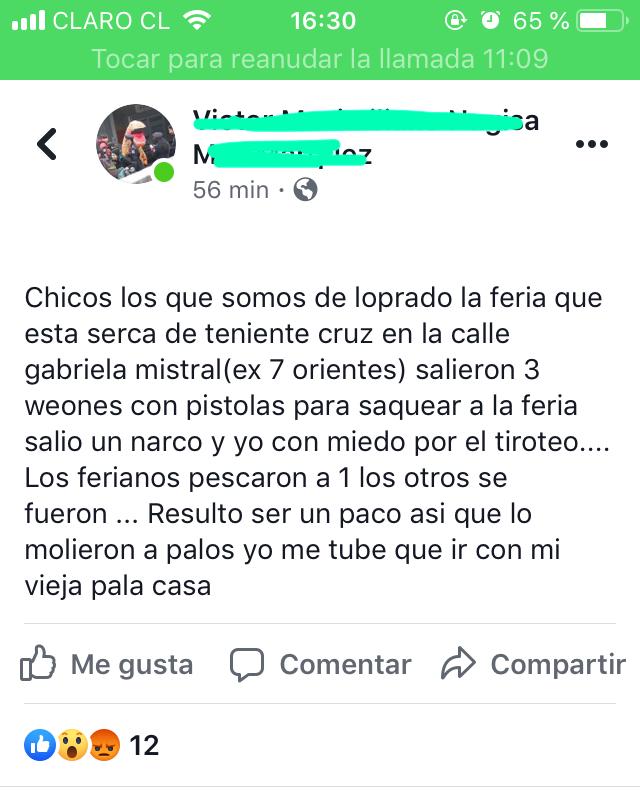 CLARO CL 16:30 65 %
Tocar para reanudar la llamada 11:09
56 min ·
Chicos los que somos de loprado la feria que
esta serca de teniente cruz en la calle
gabriela mistral(ex 7 orientes) salieron 3
weones con pistolas para saquear a la feria
salio un narco y yo con miedo por el tiroteo....
Los ferianos pescaron a 1 los otros se
fueron ... Resulto ser un paco asi que lo
molieron a palos yo me tube que ir con mi
vieja pala casa
Me gusta Comentar Compartir
12